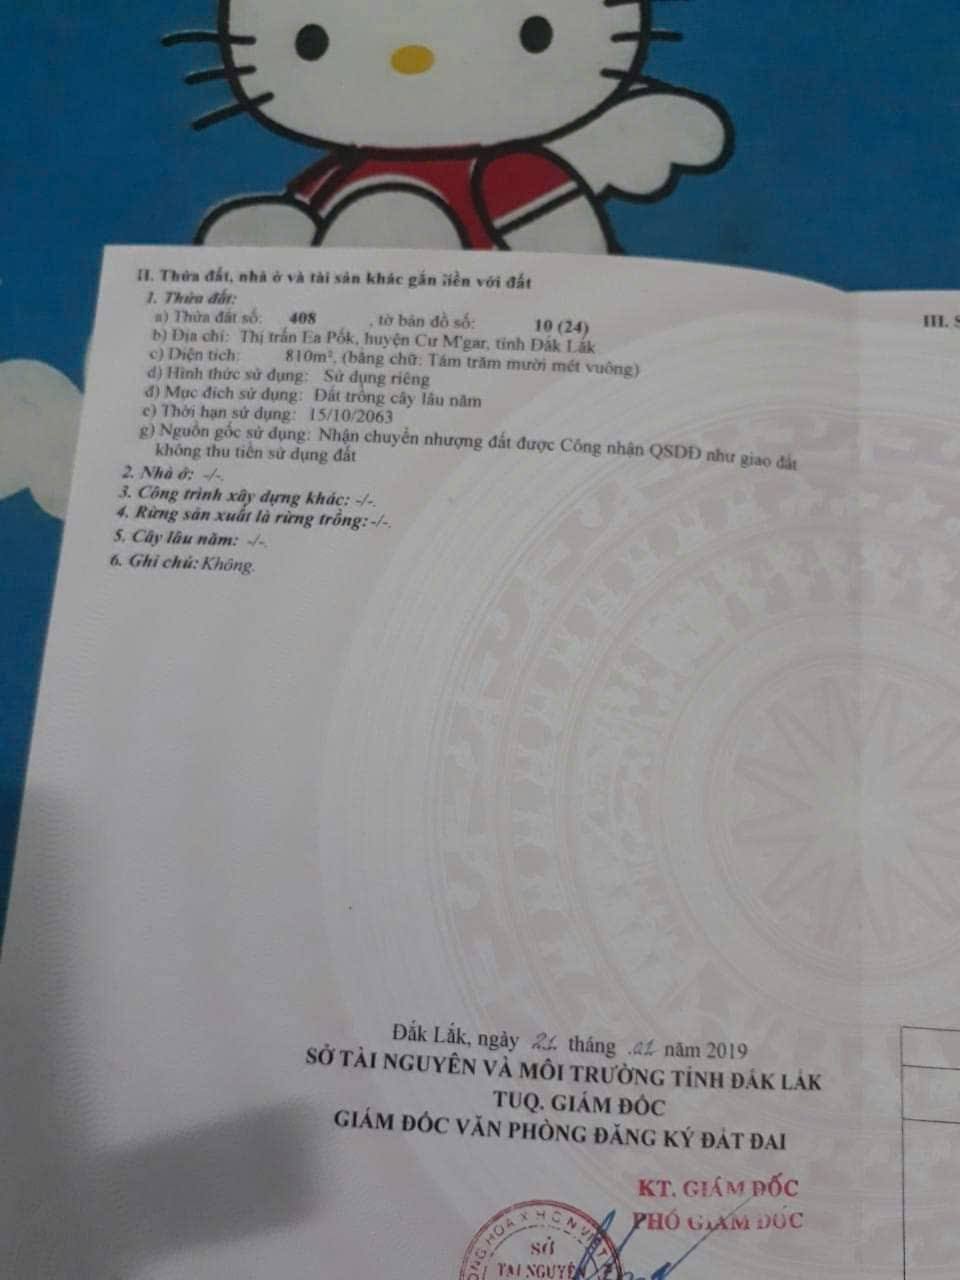 II. Thửa đất, nhà ở và tài sản khác gắn liền với đất
1. Thửa đất:
a) Thửa đất số: 408 , tờ bản đồ số: 10 (24)
b) Địa chỉ: Thị trấn Ea Pốk, huyện Cư M'gar, tỉnh Đắk Lắk
c) Diện tích: 810m², (bằng chữ: Tám trăm mười mét vuông)
d) Hình thức sử dụng: Sử dụng riêng
đ) Mục đích sử dụng: Đất trồng cây lâu năm
e) Thời hạn sử dụng: 15/10/2063
g) Nguồn gốc sử dụng: Nhận chuyển nhượng đất được Công nhận QSDĐ như giao đất
không thu tiền sử dụng đất
2. Nhà ở: -/-.
3. Công trình xây dựng khác: -/-.
4. Rừng sản xuất là rừng trồng: -/-.
5. Cây lâu năm: -/-.
6. Ghi chú: Không.
III. S
Đắk Lắk, ngày 21 tháng 01 năm 2019
SỞ TÀI NGUYÊN VÀ MÔI TRƯỜNG TỈNH ĐẮK LẮK
TUQ. GIÁM ĐỐC
GIÁM ĐỐC VĂN PHÒNG ĐĂNG KÝ ĐẤT ĐAI
KT. GIÁM ĐỐC
PHÓ GIÁM ĐỐC
SỞ
TÀI NGUYÊN